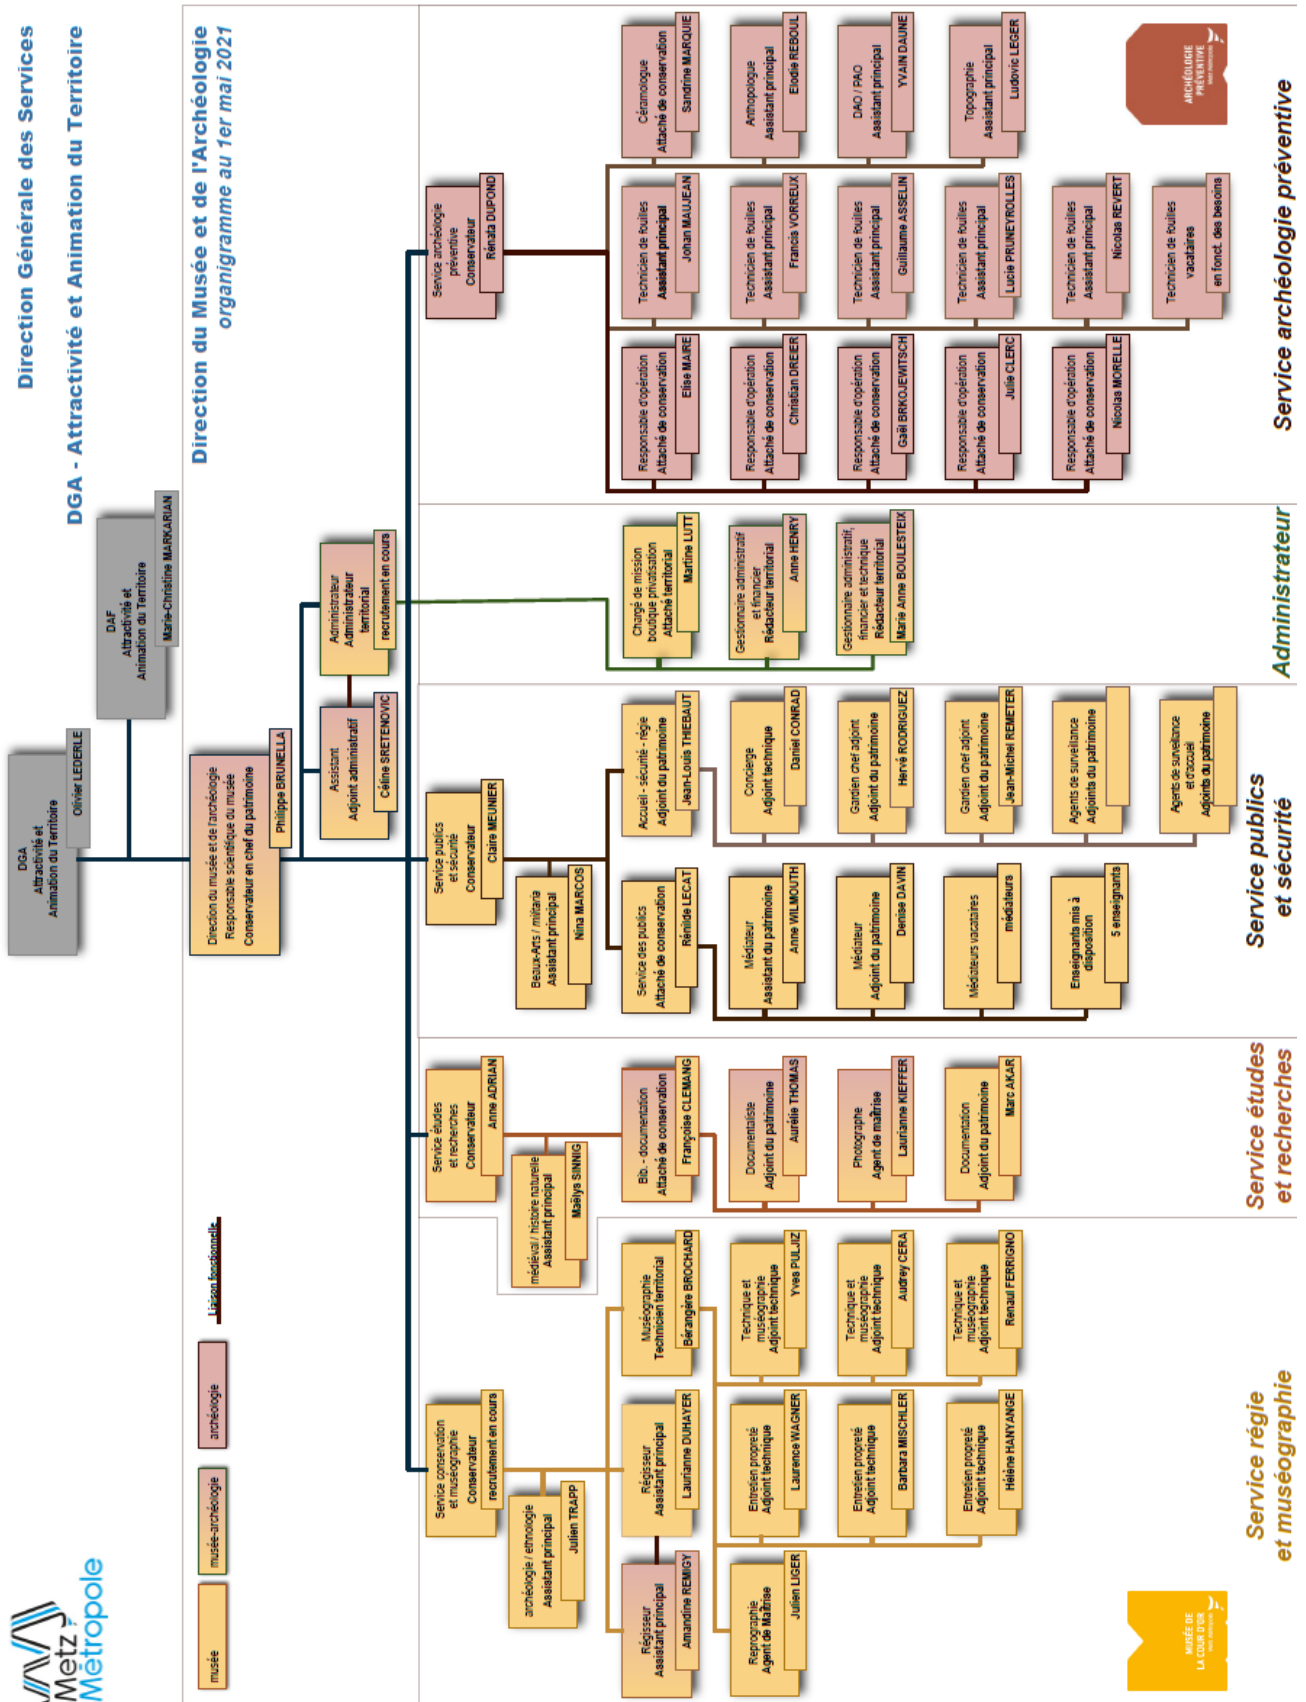 Metz
Métropole
Direction Générale des Services
DGA - Attractivité et Animation du Territoire
DGA
Attractivité et
Animation du Territoire
Olivier LEDERLE
DAF
Attractivité et
Animation du Territoire
Marie-Christine MARKARIAN
musée
musée-archéologie
archéologie
Liaison fonctionnelle
Direction du Musée et de l'Archéologie
organigramme au 1er mai 2021
Direction du musée et de l'archéologie
Responsable scientifique du musée
Conservateur en chef du patrimoine
Philippe BRUNELLA
Assistant
Adjoint administratif
Céline SRETENOVIC
Administrateur
Administrateur
territorial
recrutement en cours
Service conservation
et muséographie
Conservateur
recrutement en cours
archéologie / ethnologie
Assistant principal
Julien TRAPP
Régisseur
Assistant principal
Amandine REMIGY
Régisseur
Assistant principal
Laurianne DUHAYER
Muséographie
Technicien territorial
Bérangère BROCHARD
Reprographie
Agent de Maîtrise
Julien LIGER
Entretien propreté
Adjoint technique
Laurence WAGNER
Entretien propreté
Adjoint technique
Barbara MISCHLER
Entretien propreté
Adjoint technique
Hélène HANYANGE
Technique et
muséographie
Adjoint technique
Yves PULJIZ
Technique et
muséographie
Adjoint technique
Audrey CERA
Technique et
muséographie
Adjoint technique
Renaul FERRIGNO
Service régie
et muséographie
MUSÉE DE
LA COUR D'OR
Service études
et recherches
Conservateur
Anne ADRIAN
médiéval / histoire naturelle
Assistant principal
Maëlys SINNIG
Bib. - documentation
Attaché de conservation
Françoise CLEMANG
Documentaliste
Adjoint du patrimoine
Aurélie THOMAS
Photographe
Agent de maîtrise
Laurianne KIEFFER
Documentation
Adjoint du patrimoine
Marc AKAR
Service études
et recherches
Service publics
et sécurité
Conservateur
Claire MEUNIER
Beaux-Arts / militaria
Assistant principal
Nina MARCOS
Service des publics
Attaché de conservation
Rénilde LECAT
Médiateur
Assistant du patrimoine
Anne WILMOUTH
Médiateur
Adjoint du patrimoine
Denise DAVIN
Médiateurs vacataires
médiateurs
Enseignants mis à
disposition
5 enseignants
Accueil - sécurité - régie
Adjoint du patrimoine
Jean-Louis THIEBAUT
Concierge
Adjoint technique
Daniel CONRAD
Gardien chef adjoint
Adjoint du patrimoine
Hervé RODRIGUEZ
Gardien chef adjoint
Adjoint du patrimoine
Jean-Michel REMETER
Agents de surveillance
Adjoints du patrimoine
Agents de surveillance
et d'accueil
Adjoints du patrimoine
Service publics
et sécurité
Chargé de mission
boutique privatisation
Attaché territorial
Martine LUTT
Gestionnaire administratif
et financier
Rédacteur territorial
Anne HENRY
Gestionnaire administratif,
financier et technique
Rédacteur territorial
Marie Anne BOULESTEIX
Administrateur
Service archéologie
préventive
Conservateur
Rénata DUPOND
Responsable d'opération
Attaché de conservation
Elise MAIRE
Responsable d'opération
Attaché de conservation
Christian DREIER
Responsable d'opération
Attaché de conservation
Gaël BRKOJEWITSCH
Responsable d'opération
Attaché de conservation
Julie CLERC
Responsable d'opération
Attaché de conservation
Nicolas MORELLE
Technicien de fouilles
Assistant principal
Johan MAUJEAN
Technicien de fouilles
Assistant principal
Francis VORREUX
Technicien de fouilles
Assistant principal
Guillaume ASSELIN
Technicien de fouilles
Assistant principal
Lucie PRUNEYROLLES
Technicien de fouilles
Assistant principal
Nicolas REVERT
Technicien de fouilles
vacataires
en fonct. des besoins
Céramologue
Attaché de conservation
Sandrine MARQUIE
Anthopologue
Assistant principal
Elodie REBOUL
DAO / PAO
Assistant principal
YVAIN DAUNE
Topographie
Assistant principal
Ludovic LEGER
Service archéologie préventive
ARCHÉOLOGIE
PRÉVENTIVE